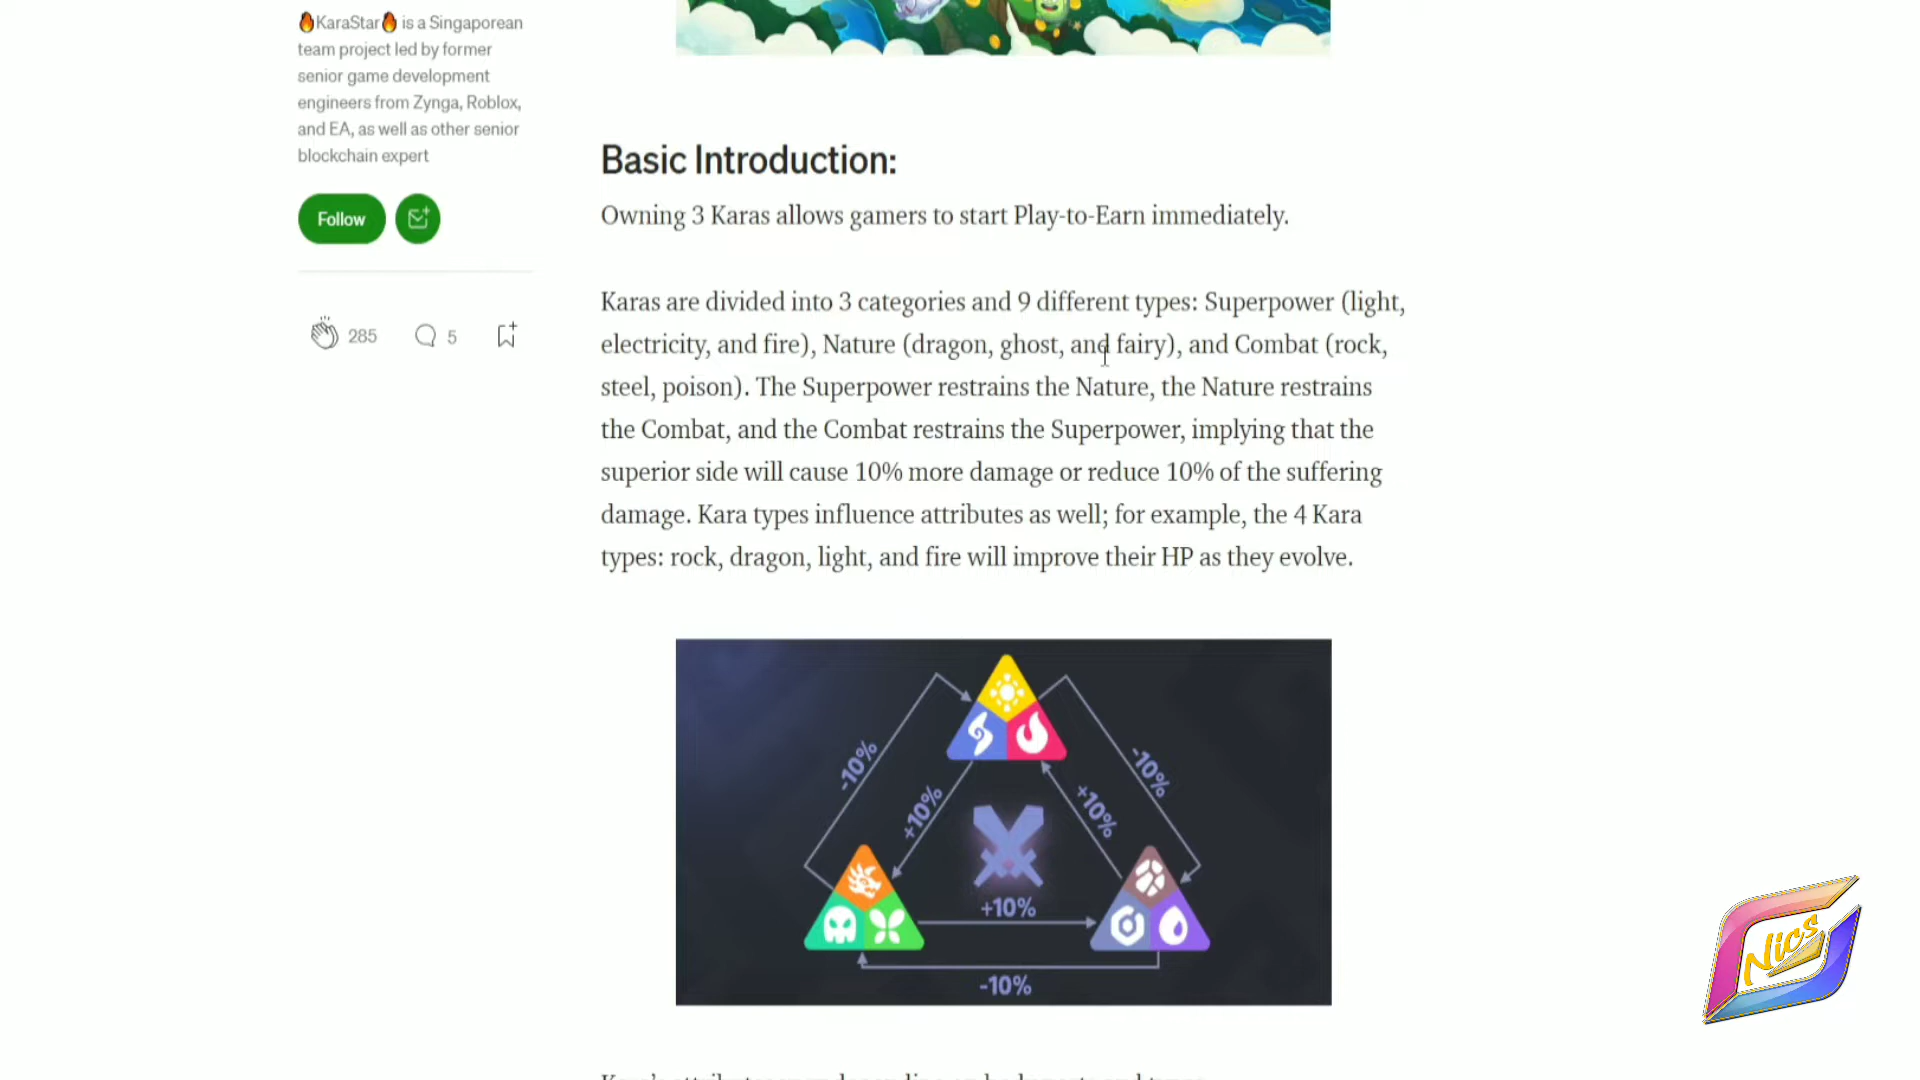 🔥KaraStar🔥 is a Singaporean
team project led by former
senior game development
engineers from Zynga, Roblox,
and EA, as well as other senior
blockchain expert
Follow
285
5
Basic Introduction:
Owning 3 Karas allows gamers to start Play-to-Earn immediately.
Karas are divided into 3 categories and 9 different types: Superpower (light,
electricity, and fire), Nature (dragon, ghost, and fairy), and Combat (rock,
steel, poison). The Superpower restrains the Nature, the Nature restrains
the Combat, and the Combat restrains the Superpower, implying that the
superior side will cause 10% more damage or reduce 10% of the suffering
damage. Kara types influence attributes as well; for example, the 4 Kara
types: rock, dragon, light, and fire will improve their HP as they evolve.
-10%
+10%
+10%
-10%
+10%
-10%
Nics